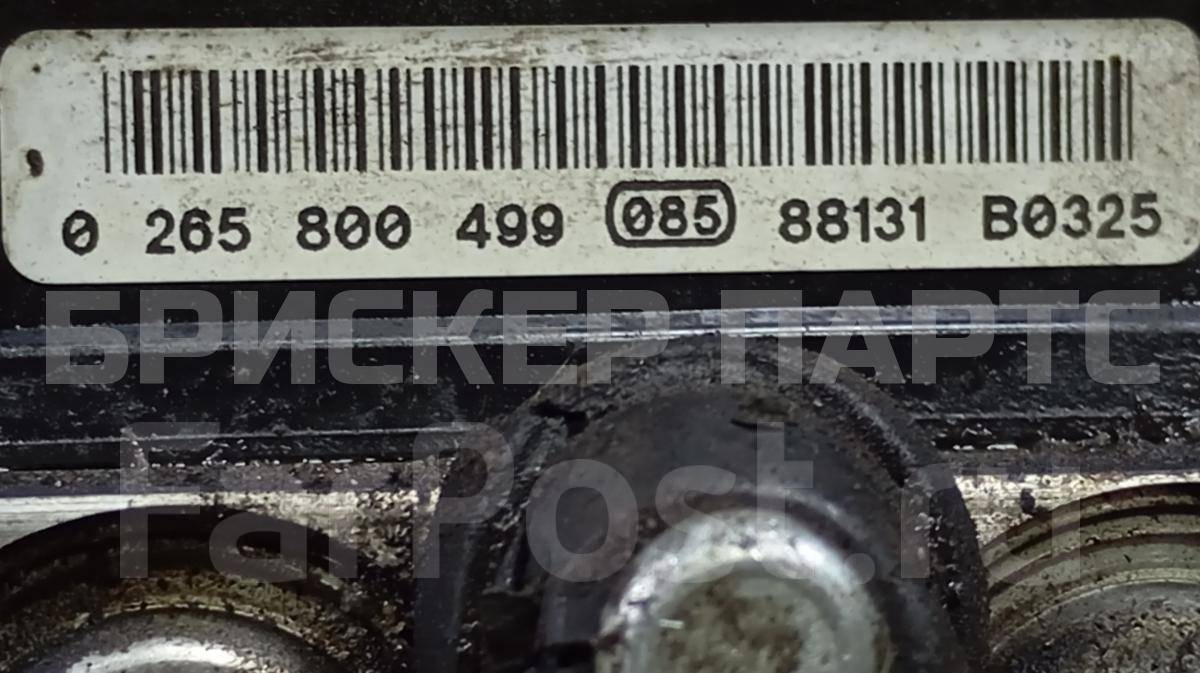 0 265 800 499 085 88131 B0325
БРИСКЕР ПАРТС
FarPost.ru